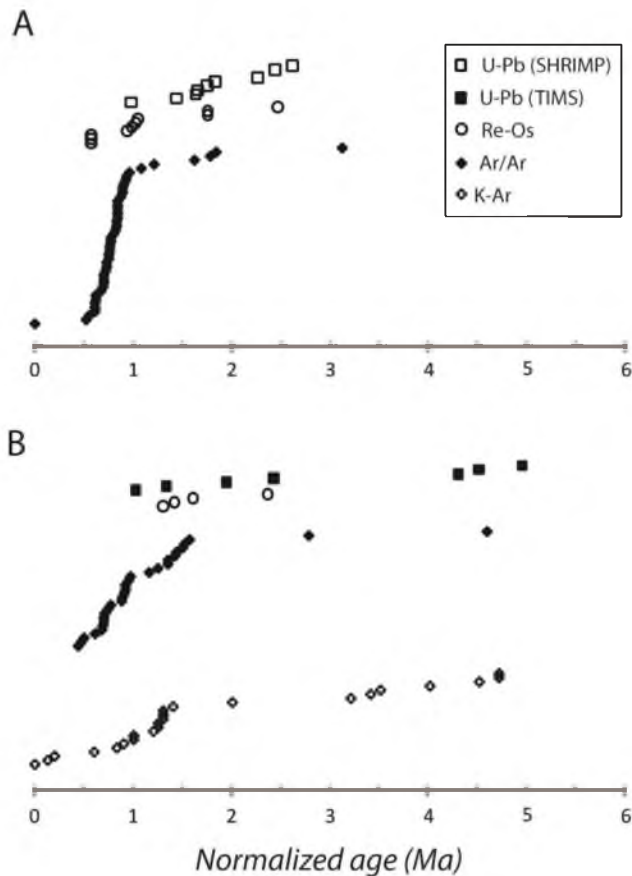 A
U-Pb (SHRIMP)
U-Pb (TIMS)
Re-Os
Ar/Ar
K-Ar
0 1 2 3 4 5 6
B
0 1 2 3 4 5 6
Normalized age (Ma)